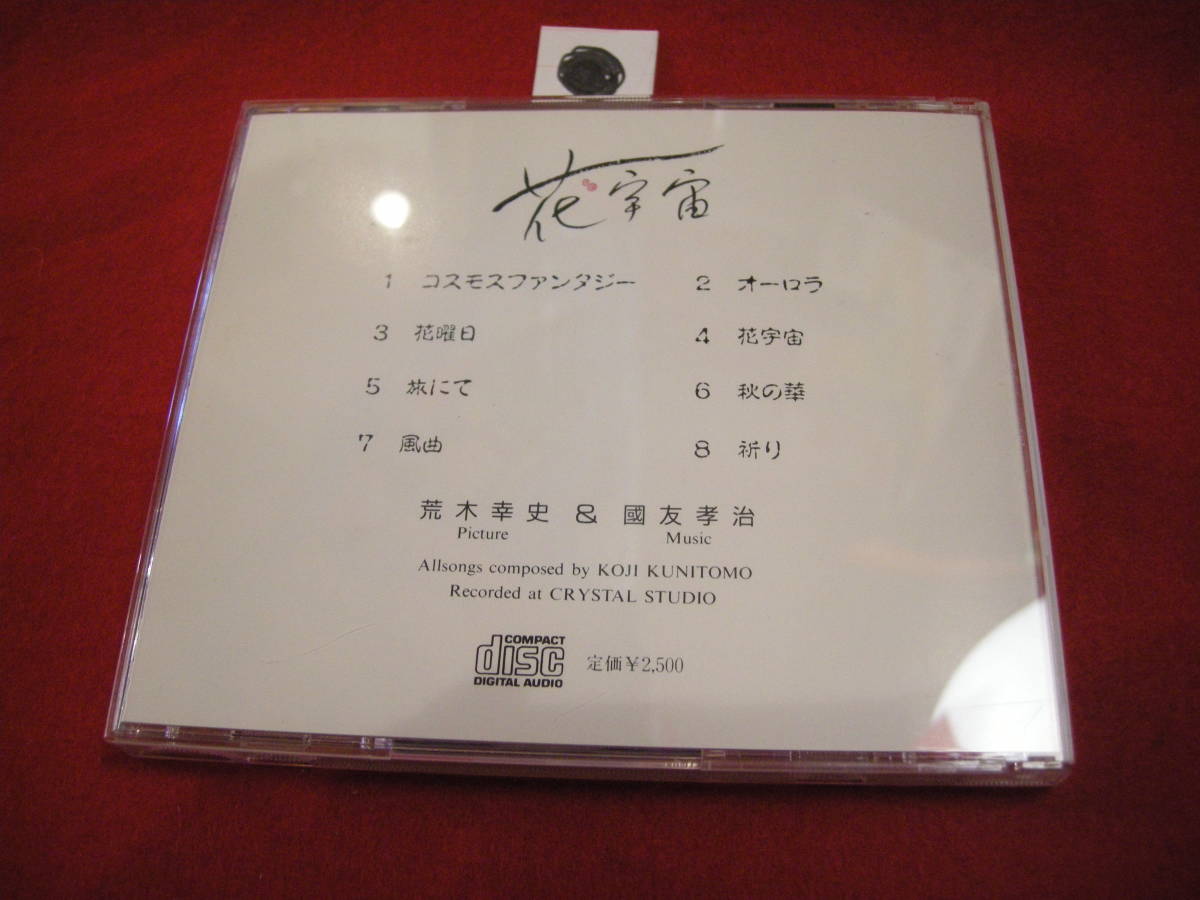 花宇宙
1 コスモスファンタジー 2 オーロラ
3 花曜日 4 花宇宙
5 旅にて 6 秋の華
7 風曲 8 祈り
荒木幸史 & 國友孝治
Picture Music
Allsongs composed by KOJI KUNITOMO
Recorded at CRYSTAL STUDIO
COMPACT
disc
DIGITAL AUDIO
定価¥2,500